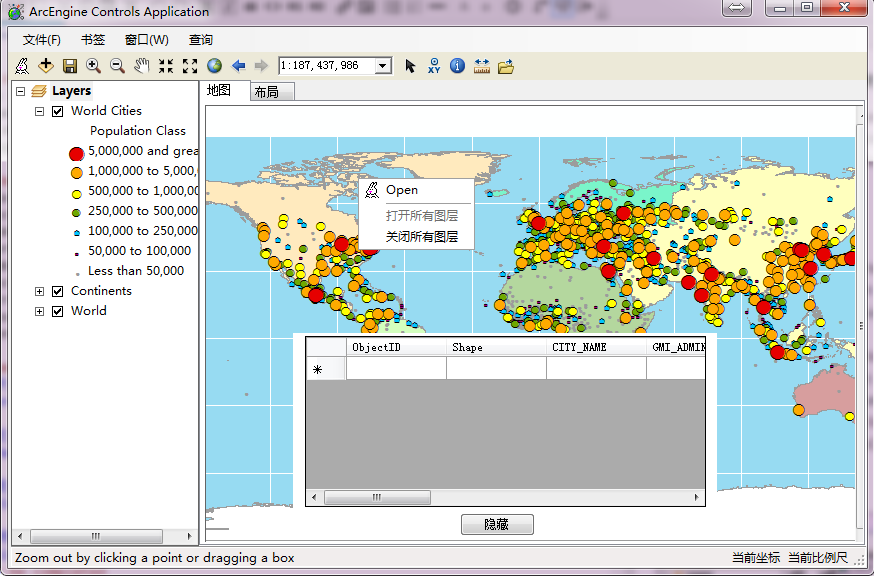 ArcEngine Controls Application
文件(F) 书签 窗口(W) 查询
1:187,437,986
XY
Layers
World Cities
Population Class
5,000,000 and grea
1,000,000 to 5,000,
500,000 to 1,000,00
250,000 to 500,000
100,000 to 250,000
50,000 to 100,000
Less than 50,000
Continents
World
地图 布局
Open
打开所有图层
关闭所有图层
ObjectID Shape CITY_NAME GMI_ADMIN
隐藏
Zoom out by clicking a point or dragging a box 当前坐标 当前比例尺